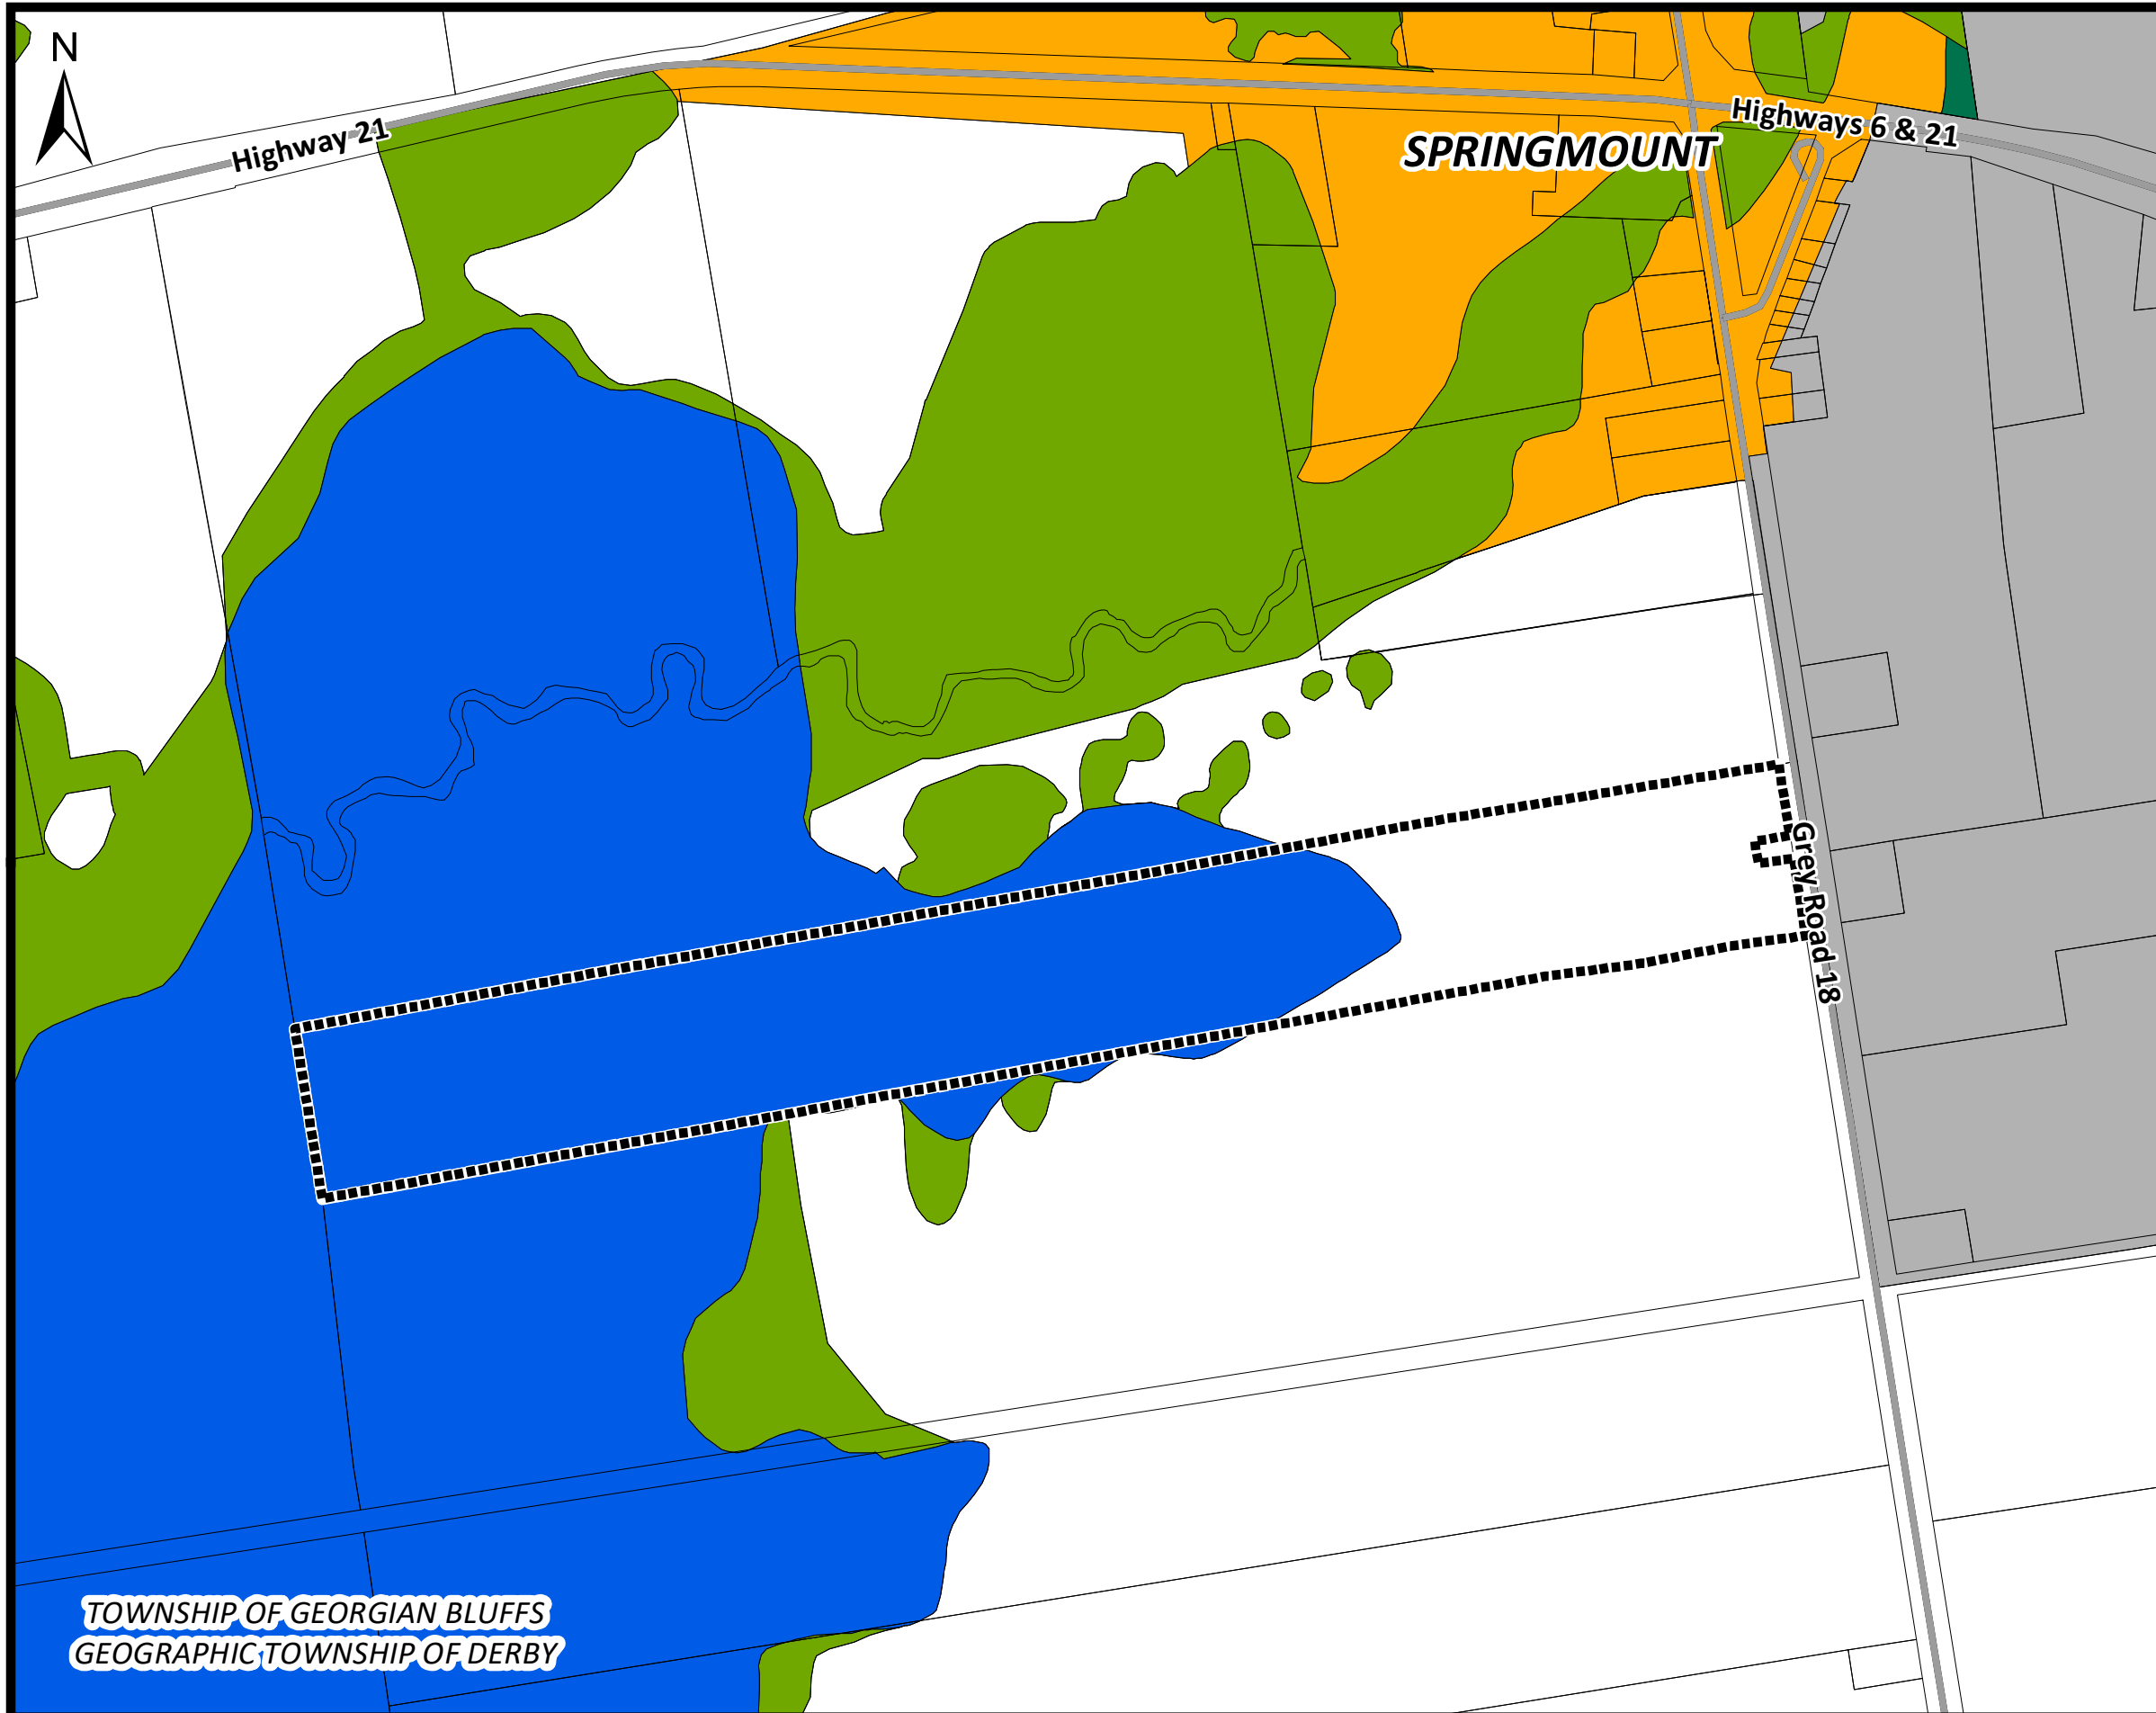 N
Highway 21
Highways 6 & 21
SPRINGMOUNT
Grey Road 18
TOWNSHIP OF GEORGIAN BLUFFS
GEOGRAPHIC TOWNSHIP OF DERBY